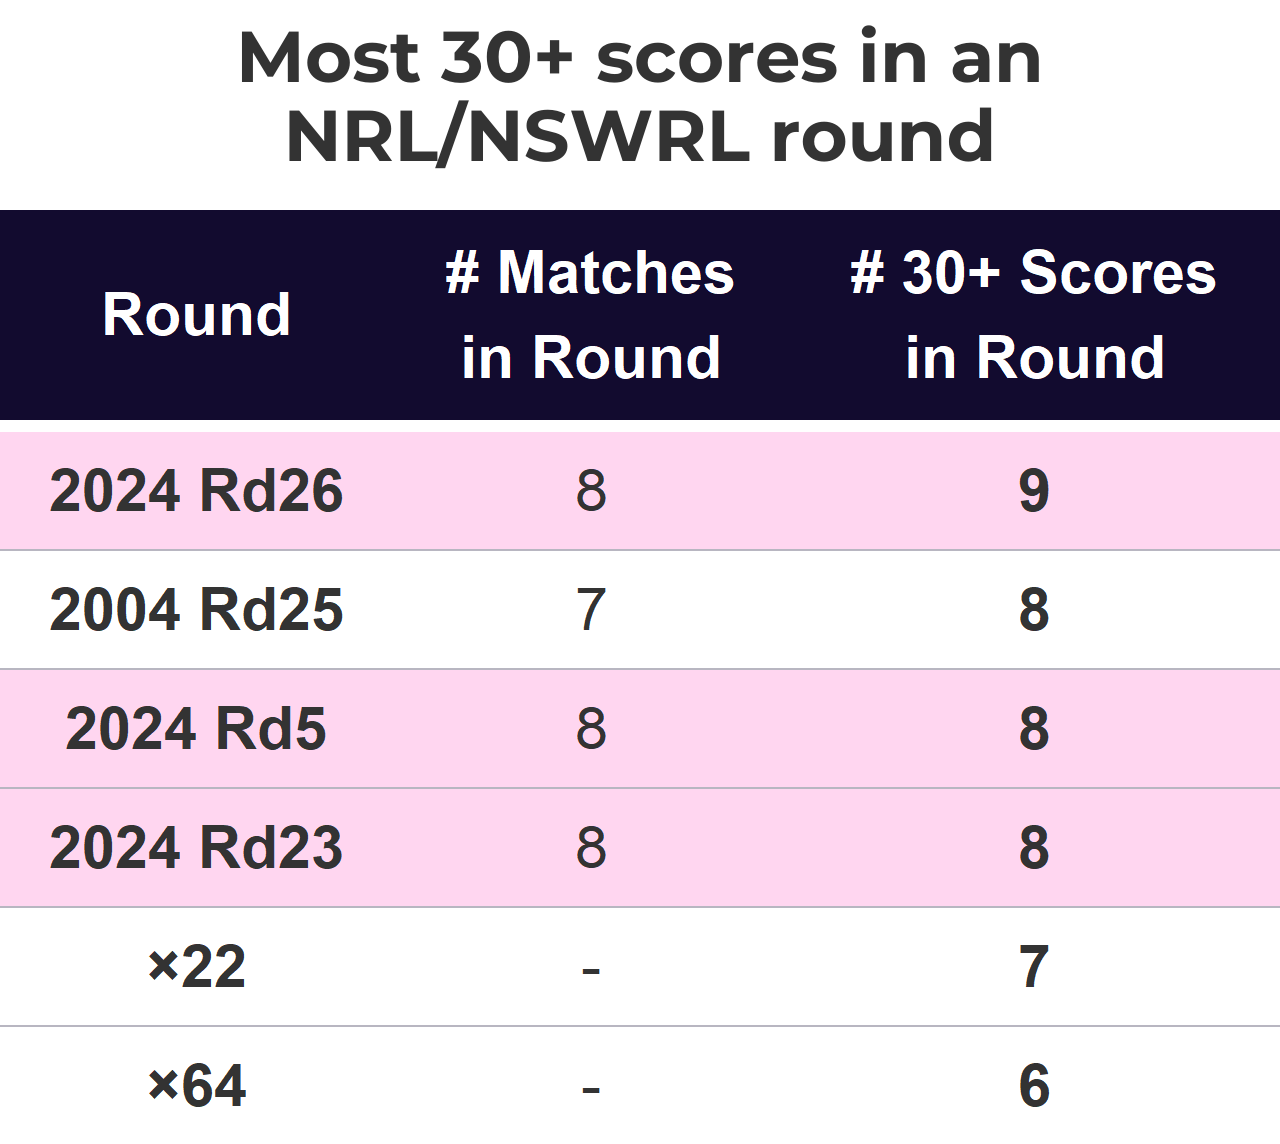 Most 30+ scores in an
NRL/NSWRL round
Round # Matches in Round # 30+ Scores in Round
2024 Rd26 8 9
2004 Rd25 7 8
2024 Rd5 8 8
2024 Rd23 8 8
×22 - 7
×64 - 6